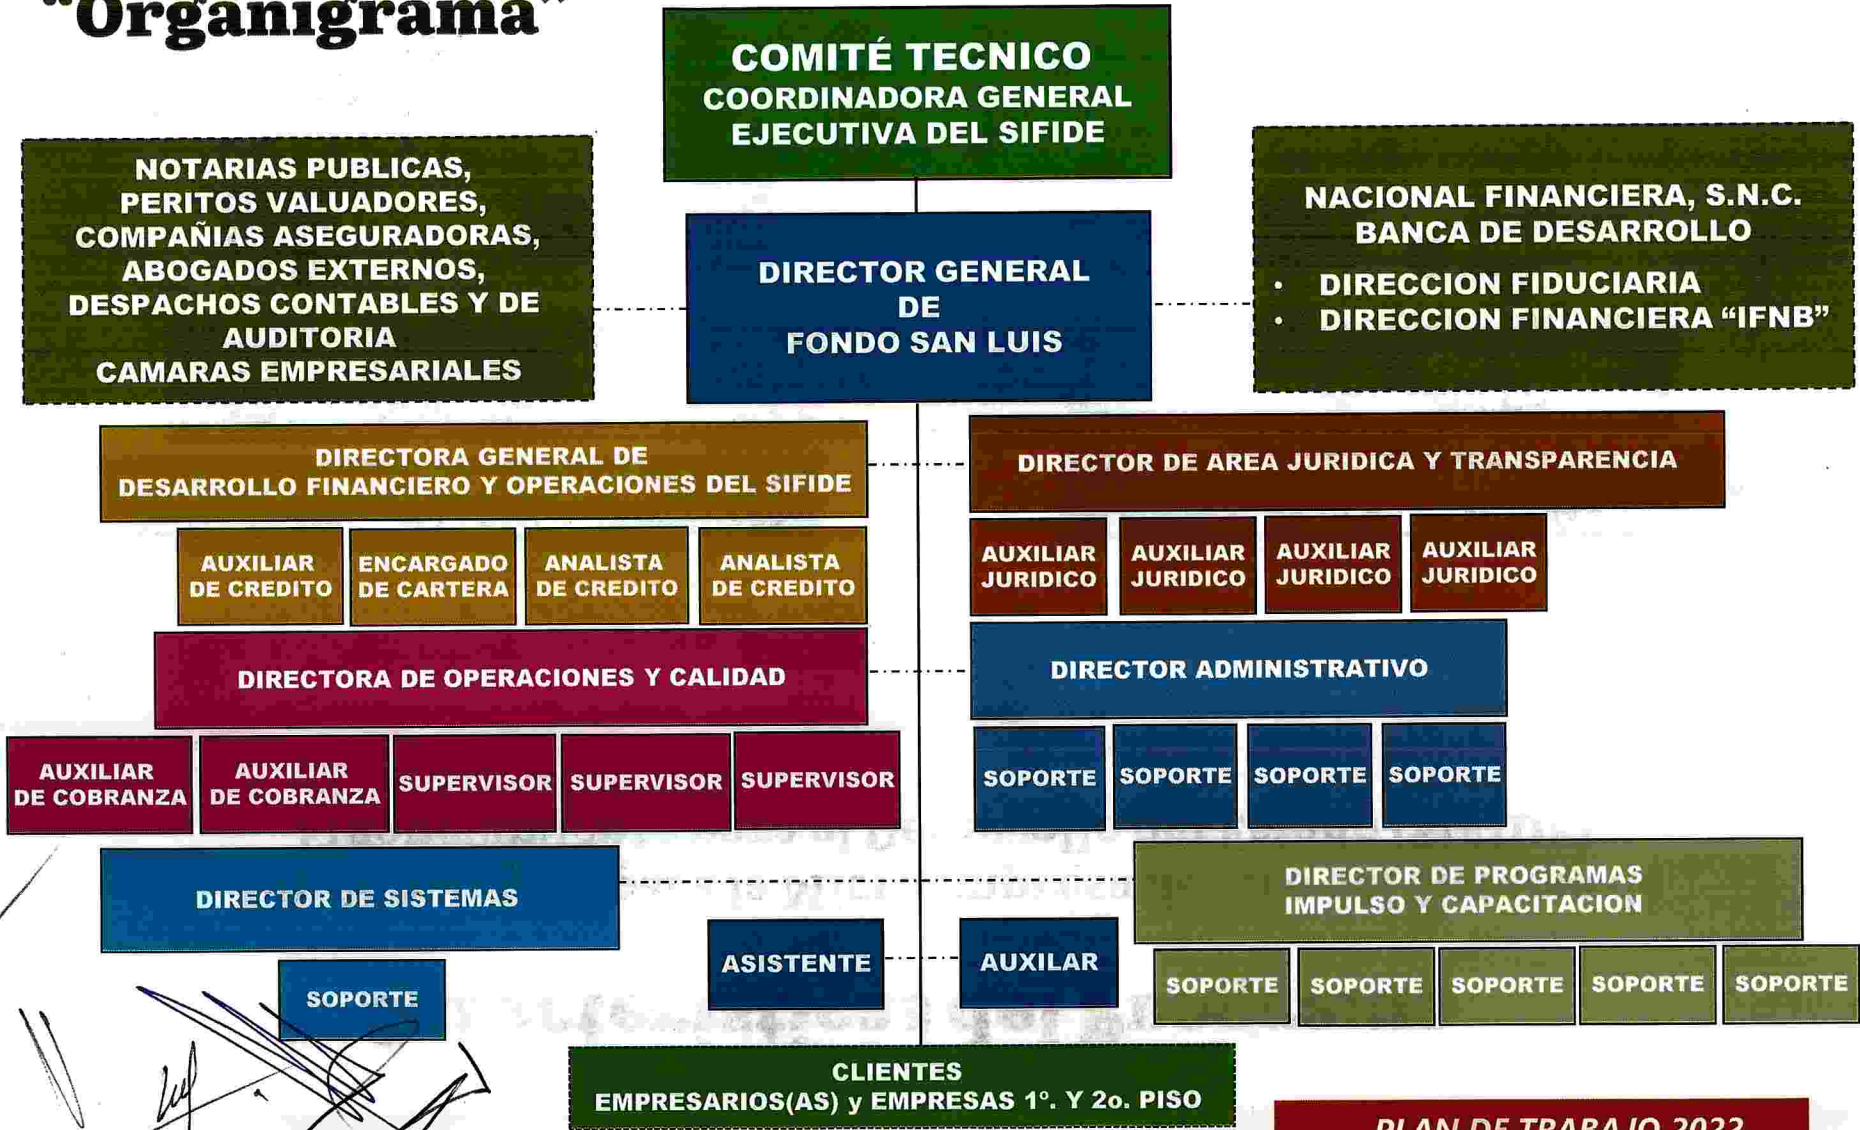 “Organigrama”
COMITÉ TECNICO
COORDINADORA GENERAL
EJECUTIVA DEL SIFIDE
NOTARIAS PUBLICAS,
PERITOS VALUADORES,
COMPAÑIAS ASEGURADORAS,
ABOGADOS EXTERNOS,
DESPACHOS CONTABLES Y DE
AUDITORIA
CAMARAS EMPRESARIALES
DIRECTOR GENERAL
DE
FONDO SAN LUIS
NACIONAL FINANCIERA, S.N.C.
BANCA DE DESARROLLO
• DIRECCION FIDUCIARIA
• DIRECCION FINANCIERA “IFNB”
DIRECTORA GENERAL DE
DESARROLLO FINANCIERO Y OPERACIONES DEL SIFIDE
DIRECTOR DE AREA JURIDICA Y TRANSPARENCIA
AUXILIAR
DE CREDITO
ENCARGADO
DE CARTERA
ANALISTA
DE CREDITO
ANALISTA
DE CREDITO
AUXILIAR
JURIDICO
AUXILIAR
JURIDICO
AUXILIAR
JURIDICO
AUXILIAR
JURIDICO
DIRECTORA DE OPERACIONES Y CALIDAD
DIRECTOR ADMINISTRATIVO
AUXILIAR
DE COBRANZA
AUXILIAR
DE COBRANZA
SUPERVISOR
SUPERVISOR
SUPERVISOR
SOPORTE
SOPORTE
SOPORTE
SOPORTE
DIRECTOR DE SISTEMAS
DIRECTOR DE PROGRAMAS
IMPULSO Y CAPACITACION
SOPORTE
ASISTENTE
AUXILAR
SOPORTE
SOPORTE
SOPORTE
SOPORTE
SOPORTE
CLIENTES
EMPRESARIOS(AS) y EMPRESAS 1º. Y 2o. PISO
PLAN DE TRABAJO 2022